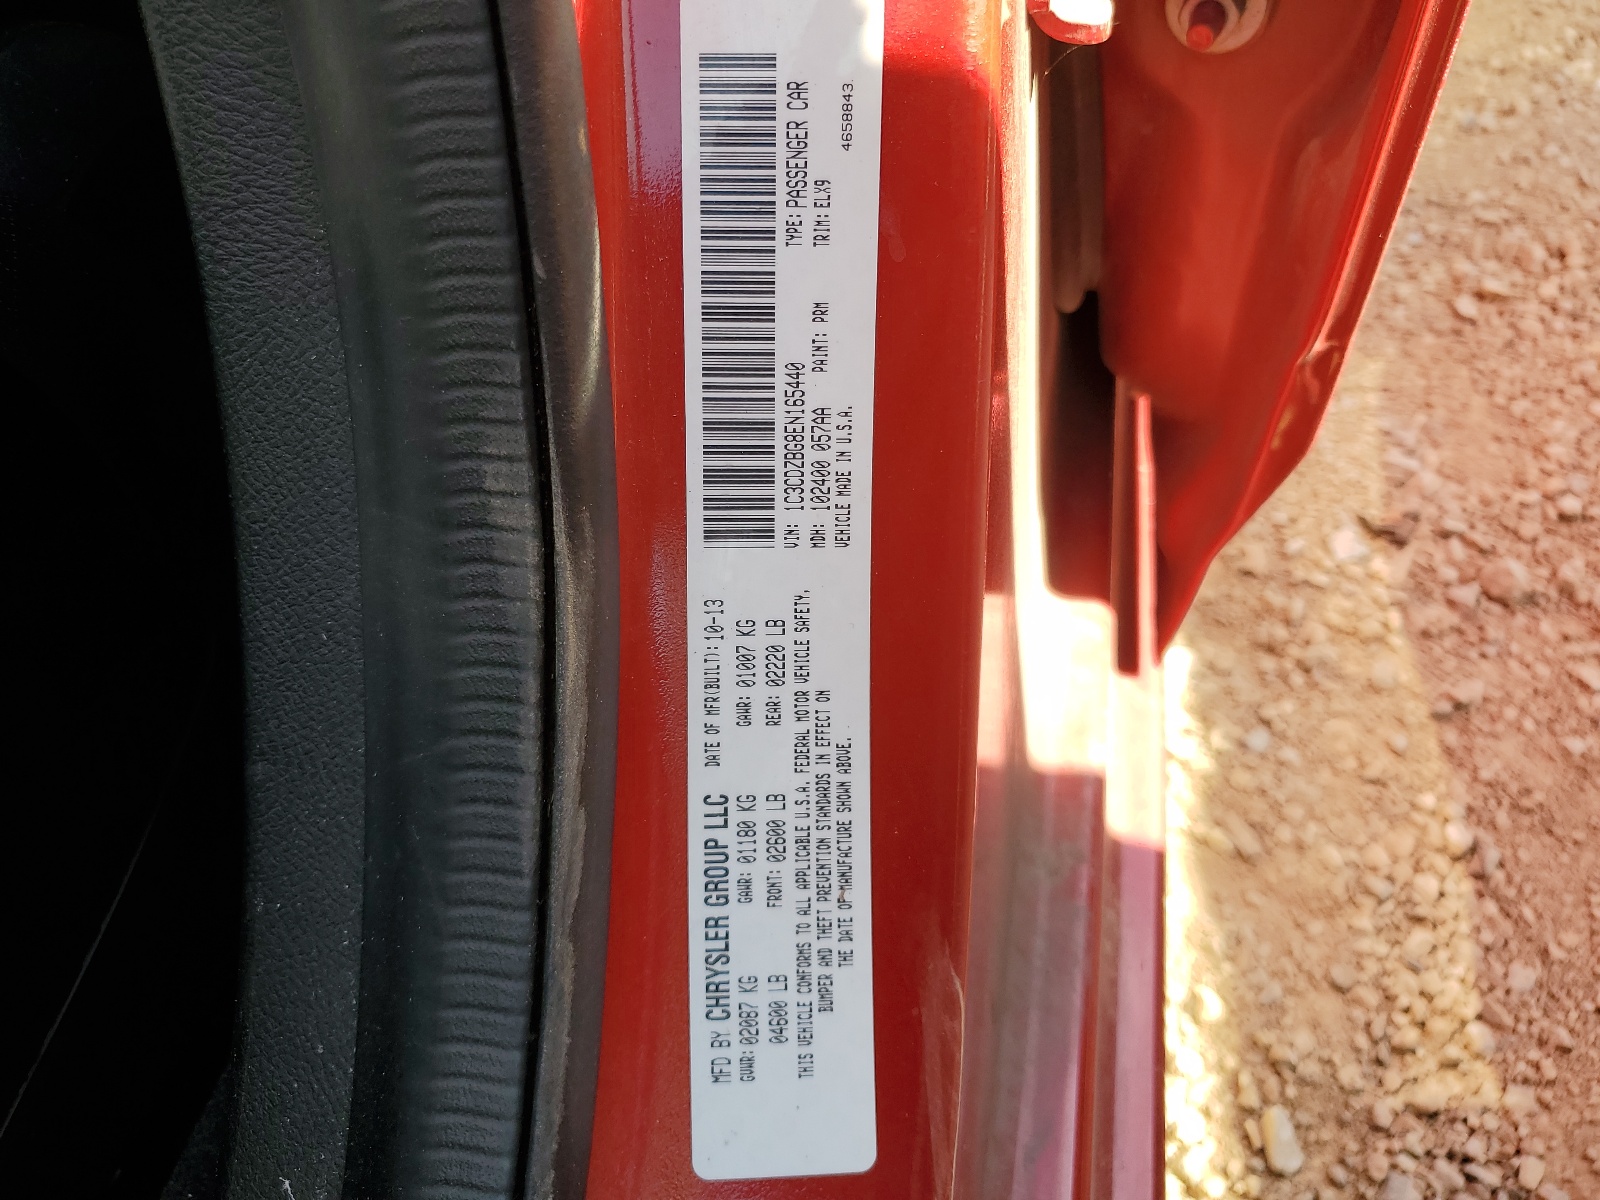 MFD BY CHRYSLER GROUP LLC DATE OF MFR(BUILT): 10-13
GVWR: 02087 KG GAWR: 01180 KG GAWR: 01007 KG
04600 LB FRONT: 02600 LB REAR: 02220 LB
THIS VEHICLE CONFORMS TO ALL APPLICABLE U.S.A. FEDERAL MOTOR VEHICLE SAFETY,
BUMPER AND THEFT PREVENTION STANDARDS IN EFFECT ON
THE DATE OF MANUFACTURE SHOWN ABOVE.
VIN: 1C3CDZBG8EN165440 TYPE: PASSENGER CAR
MDH: 102400 057AA PAINT: PRM TRIM: ELX9
VEHICLE MADE IN U.S.A. 4658843